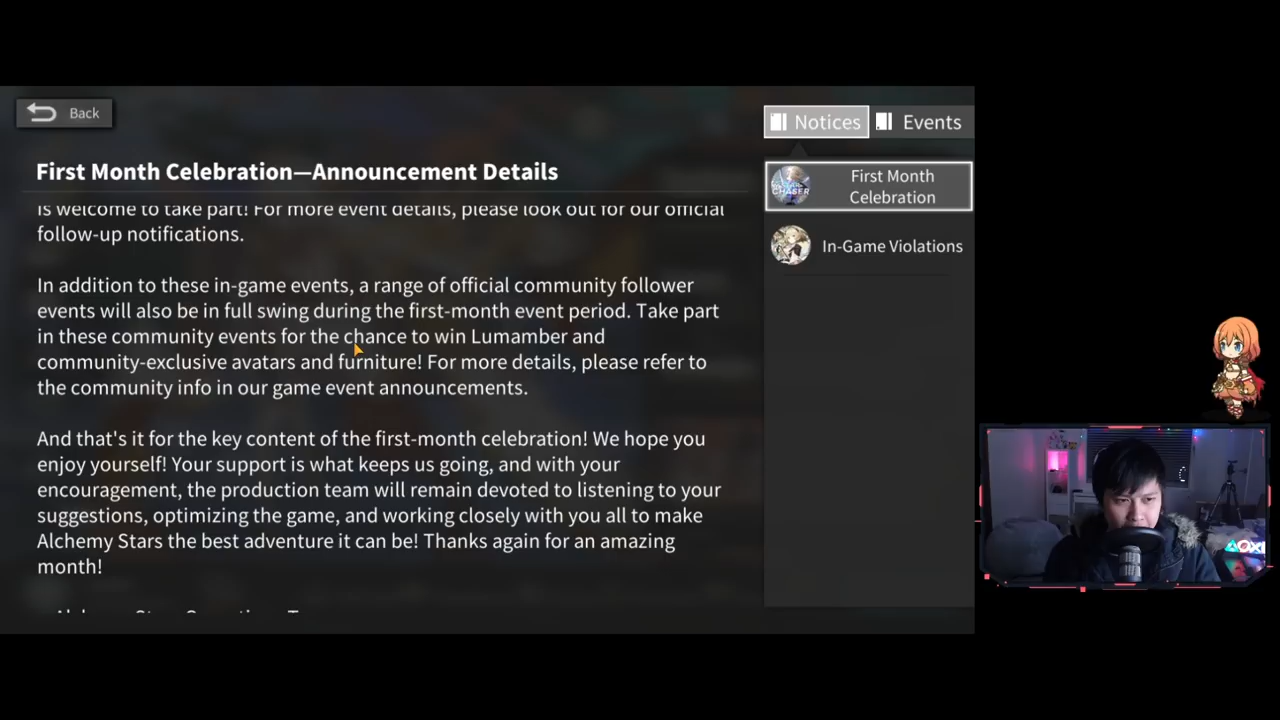 Back
Notices
Events
First Month Celebration—Announcement Details
is welcome to take part! For more event details, please look out for our official
follow-up notifications.
In addition to these in-game events, a range of official community follower
events will also be in full swing during the first-month event period. Take part
in these community events for the chance to win Lumamber and
community-exclusive avatars and furniture! For more details, please refer to
the community info in our game event announcements.
And that's it for the key content of the first-month celebration! We hope you
enjoy yourself! Your support is what keeps us going, and with your
encouragement, the production team will remain devoted to listening to your
suggestions, optimizing the game, and working closely with you all to make
Alchemy Stars the best adventure it can be! Thanks again for an amazing
month!
First Month
Celebration
CHASER
In-Game Violations